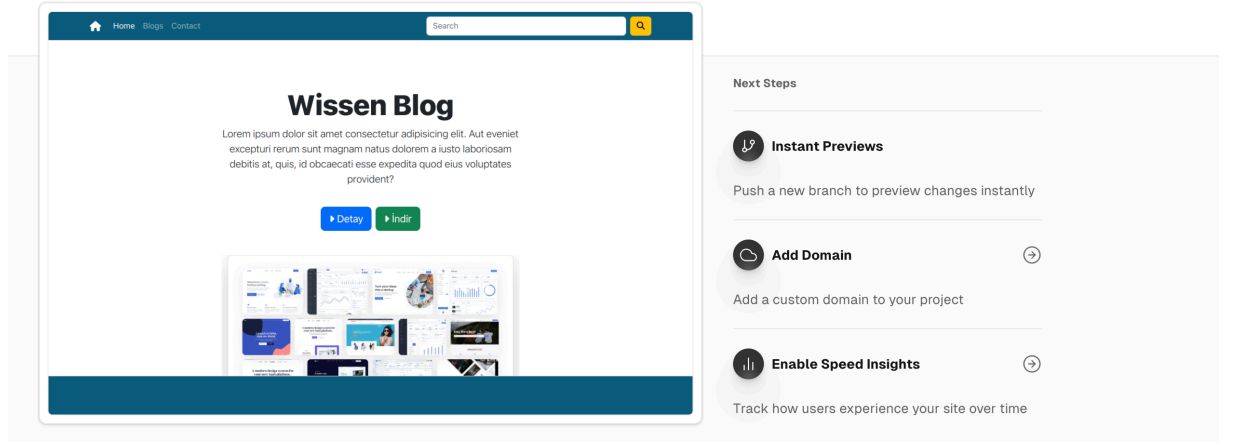 Home Blogs Contact
Search
Wissen Blog
Lorem ipsum dolor sit amet consectetur adipisicing elit. Aut eveniet
excepturi rerum sunt magnam natus dolorem a iusto laboriosam
debitis at, quis, id obcaecati esse expedita quod eius voluptates
provident?
Detay
İndir
Next Steps
Instant Previews
Push a new branch to preview changes instantly
Add Domain
Add a custom domain to your project
Enable Speed Insights
Track how users experience your site over time